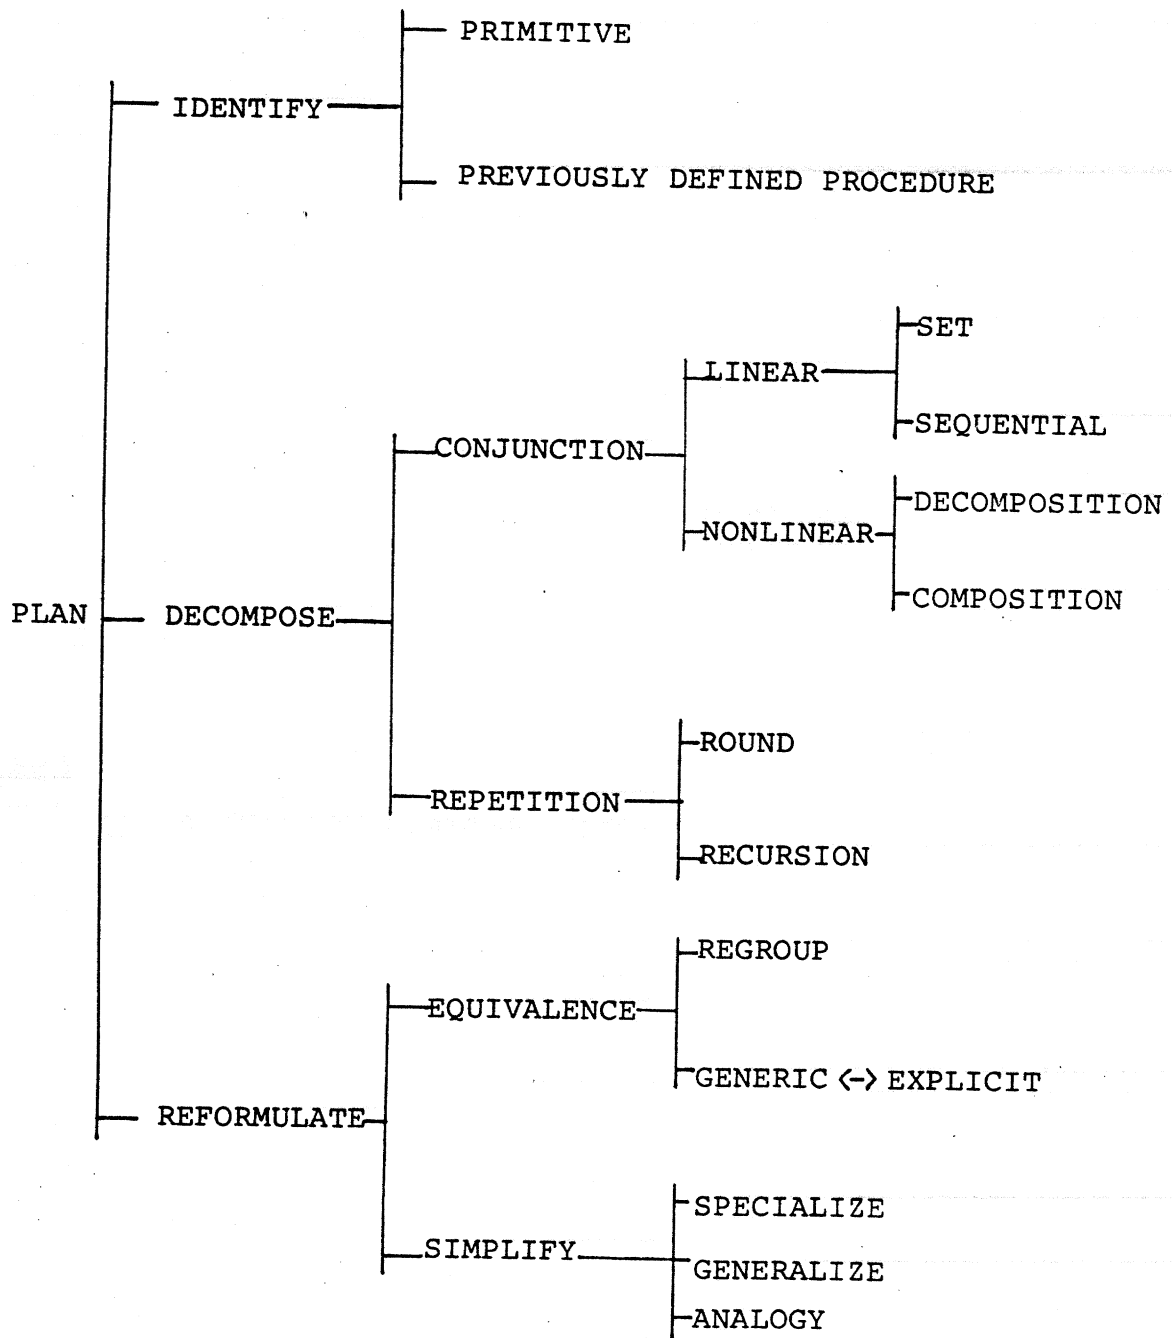 PRIMITIVE
IDENTIFY
PREVIOUSLY DEFINED PROCEDURE
SET
LINEAR
SEQUENTIAL
CONJUNCTION
DECOMPOSITION
NONLINEAR
COMPOSITION
PLAN
DECOMPOSE
ROUND
REPETITION
RECURSION
REGROUP
EQUIVALENCE
GENERIC <-> EXPLICIT
REFORMULATE
SPECIALIZE
SIMPLIFY
GENERALIZE
ANALOGY